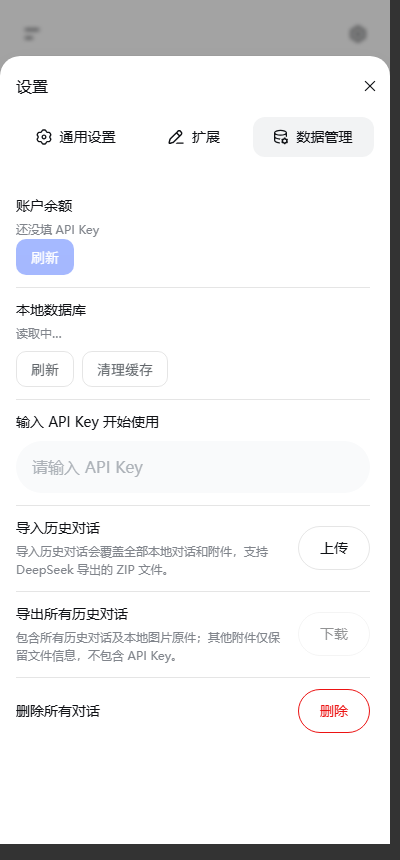 设置
通用设置
扩展
数据管理
账户余额
还没填 API Key
刷新
本地数据库
读取中...
刷新
清理缓存
输入 API Key 开始使用
请输入 API Key
导入历史对话
导入历史对话会覆盖全部本地对话和附件，支持
DeepSeek 导出的 ZIP 文件。
上传
导出所有历史对话
包含所有历史对话及本地图片原件；其他附件仅保
留文件信息，不包含 API Key。
下载
删除所有对话
删除